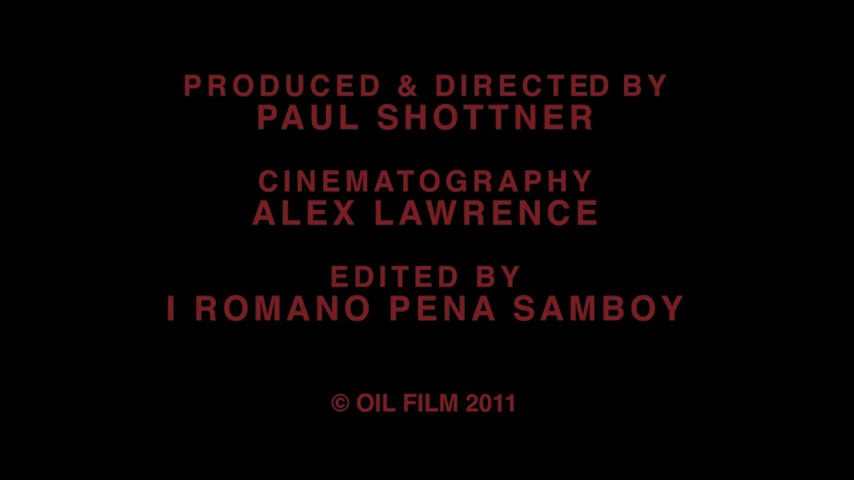 PRODUCED & DIRECTED BY
PAUL SHOTTNER
CINEMATOGRAPHY
ALEX LAWRENCE
EDITED BY
I ROMANO PENA SAMBOY
© OIL FILM 2011